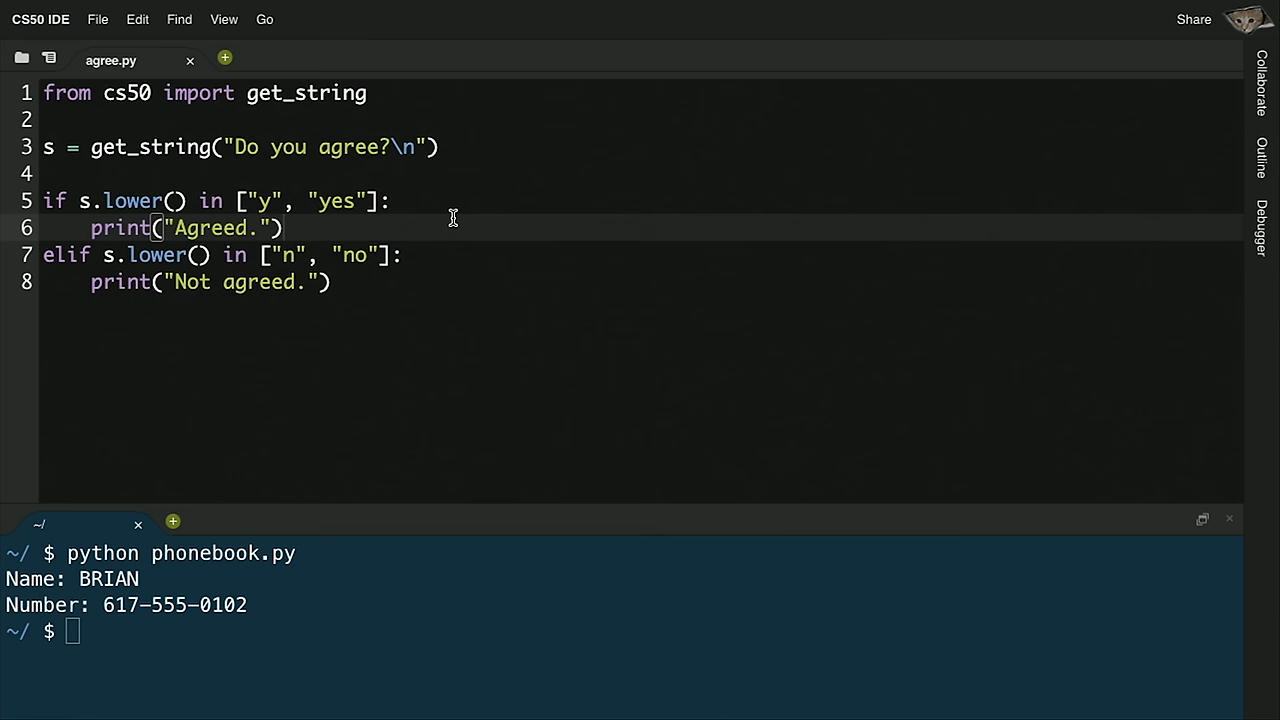 CS50 IDE File Edit Find View Go Share
agree.py
1 from cs50 import get_string
2
3 s = get_string("Do you agree?\n")
4
5 if s.lower() in ["y", "yes"]:
6     print("Agreed.")
7 elif s.lower() in ["n", "no"]:
8     print("Not agreed.")
Collaborate
Outline
Debugger
~/
~/ $ python phonebook.py
Name: BRIAN
Number: 617-555-0102
~/ $